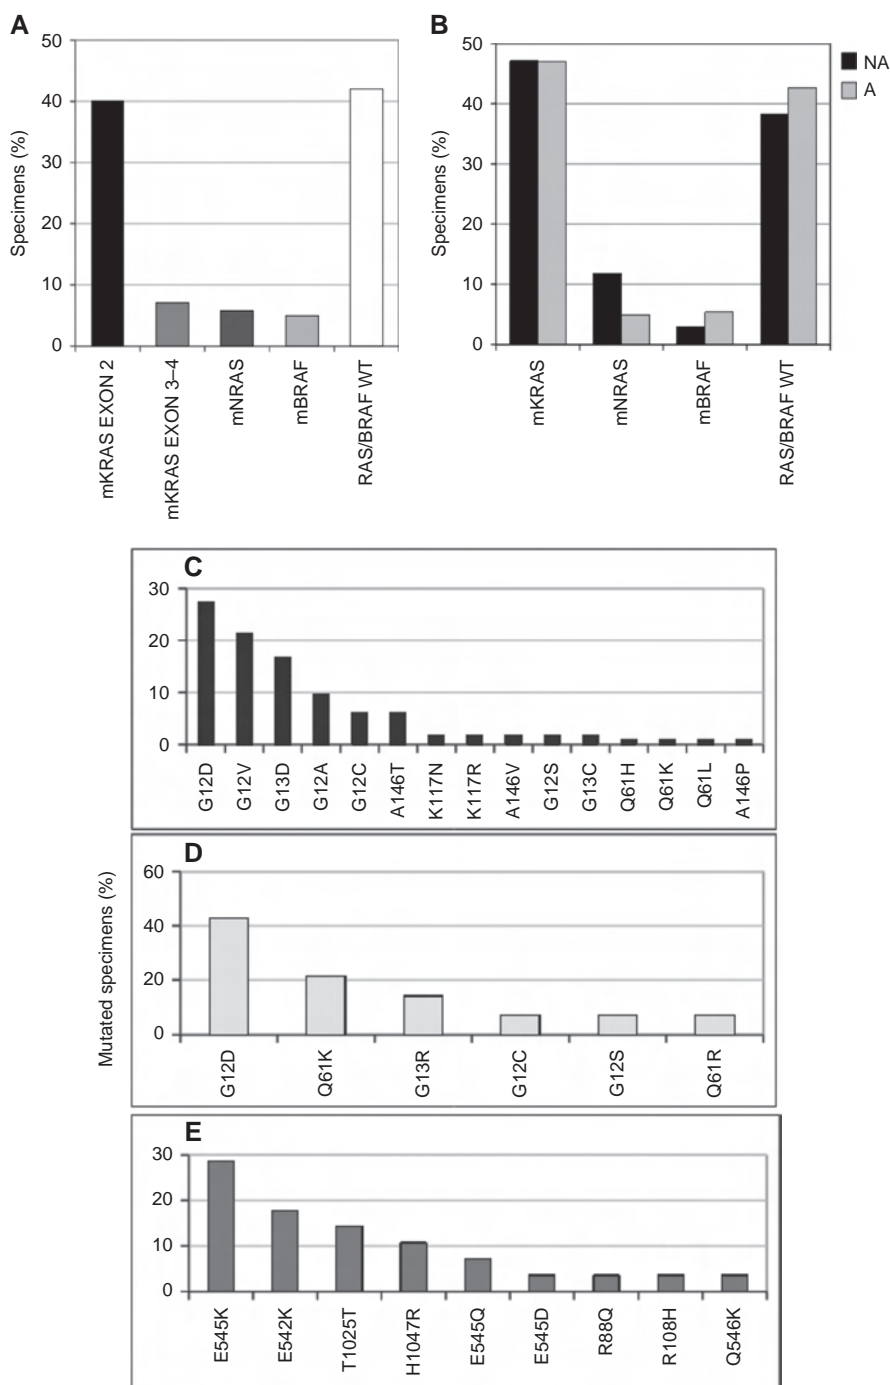 A
50
40
30
20
10
0
Specimens (%)
mKRAS EXON 2
mKRAS EXON 3–4
mNRAS
mBRAF
RAS/BRAF WT
B
50
40
30
20
10
0
Specimens (%)
mKRAS
mNRAS
mBRAF
RAS/BRAF WT
NA
A
C
30
20
10
0
G12D
G12V
G13D
G12A
G12C
A146T
K117N
K117R
A146V
G12S
G13C
Q61H
Q61K
Q61L
A146P
Mutated specimens (%)
D
60
40
20
0
G12D
Q61K
G13R
G12C
G12S
Q61R
E
30
20
10
0
E545K
E542K
T1025T
H1047R
E545Q
E545D
R88Q
R108H
Q546K